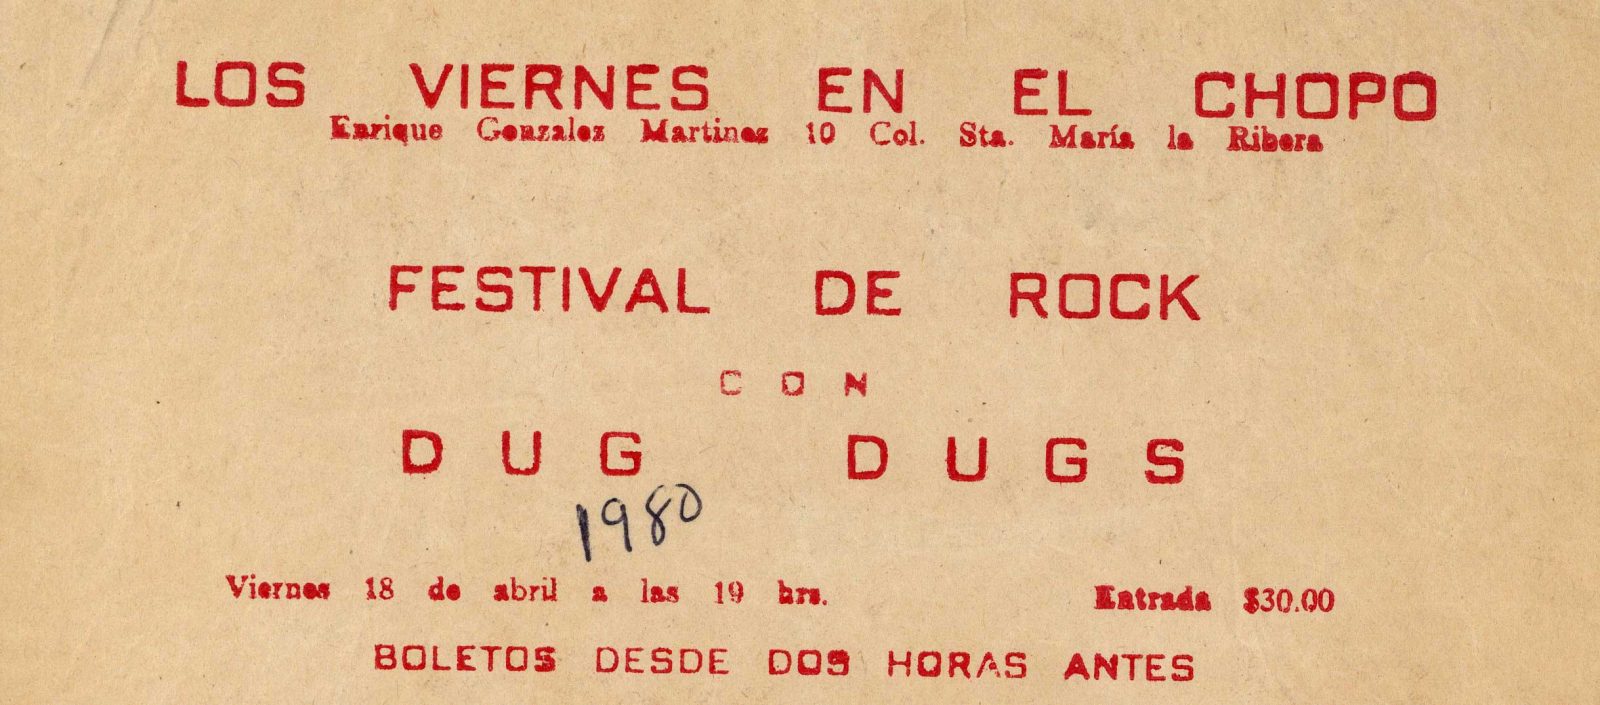 LOS VIERNES EN EL CHOPO
Enrique Gonzalez Martinez 10 Col. Sta. María la Ribera
FESTIVAL DE ROCK
CON
DUG DUGS
1980
Viernes 18 de abril a las 19 hrs. Entrada $30.00
BOLETOS DESDE DOS HORAS ANTES